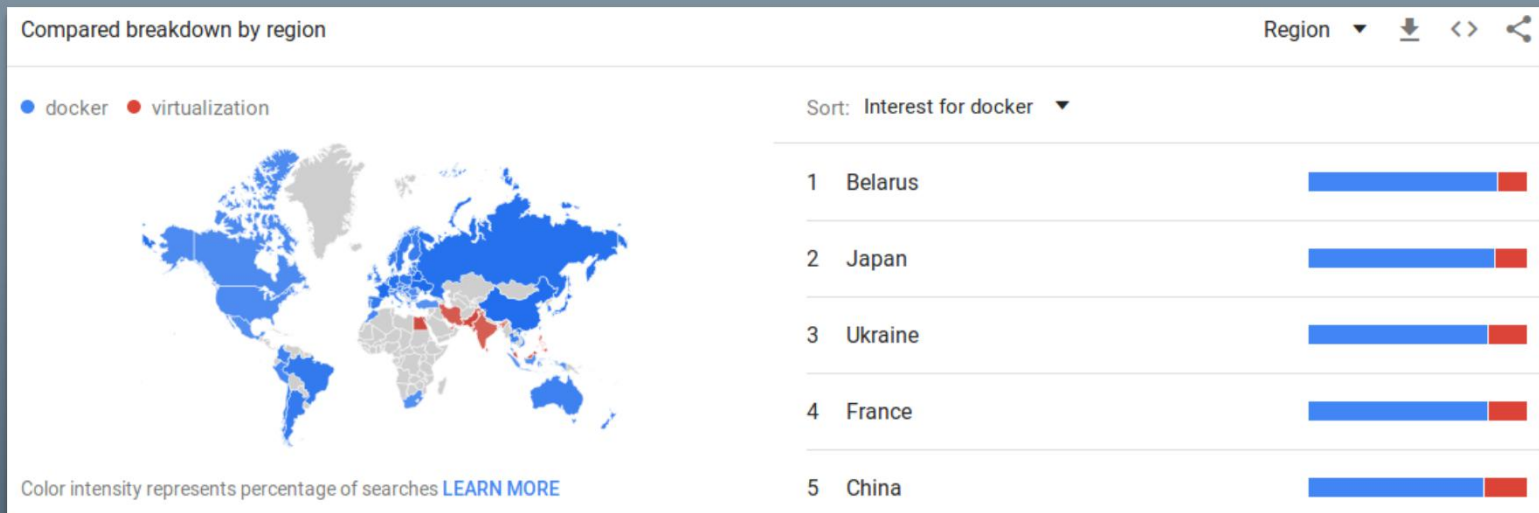 Compared breakdown by region
Region
docker
virtualization
Sort: Interest for docker
1 Belarus
2 Japan
3 Ukraine
4 France
5 China
Color intensity represents percentage of searches LEARN MORE